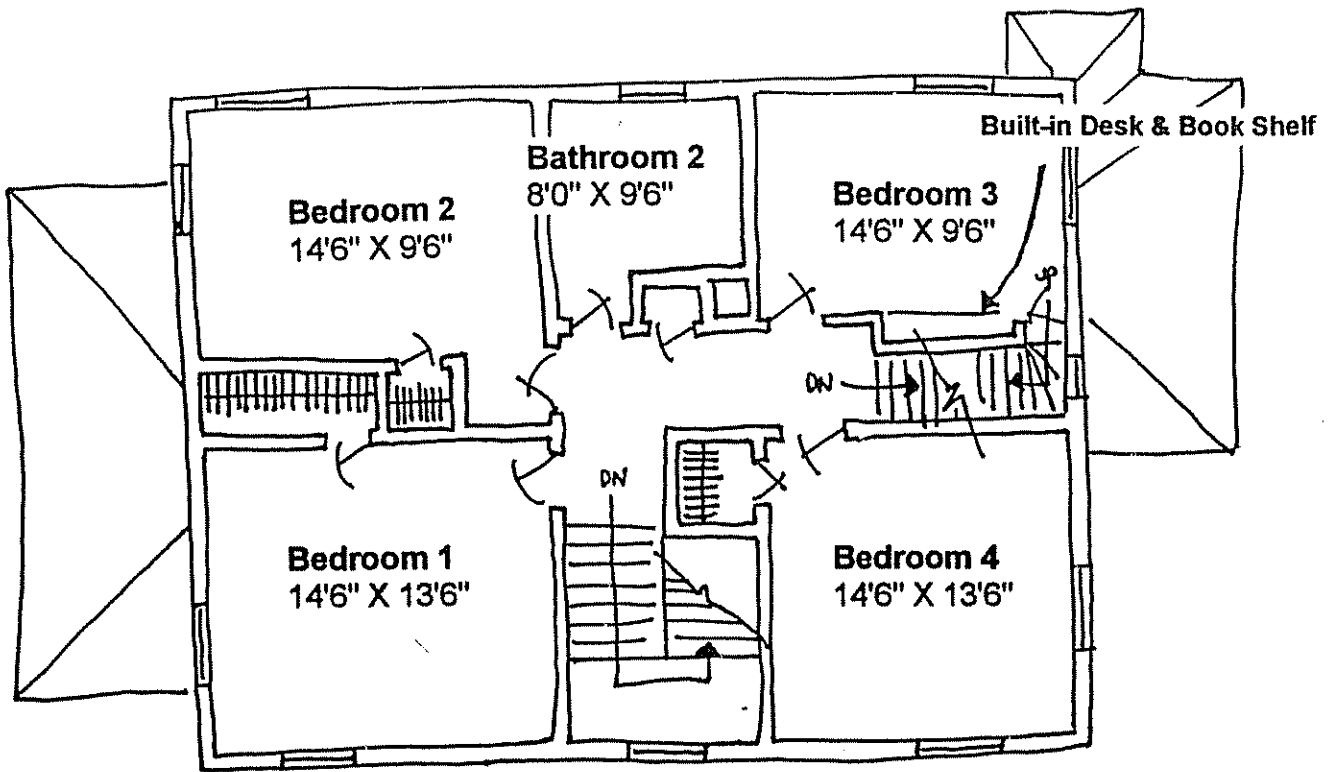 Built-in Desk & Book Shelf
Bathroom 2
8'0" X 9'6"
Bedroom 2
14'6" X 9'6"
Bedroom 3
14'6" X 9'6"
DN
DN
Bedroom 1
14'6" X 13'6"
Bedroom 4
14'6" X 13'6"